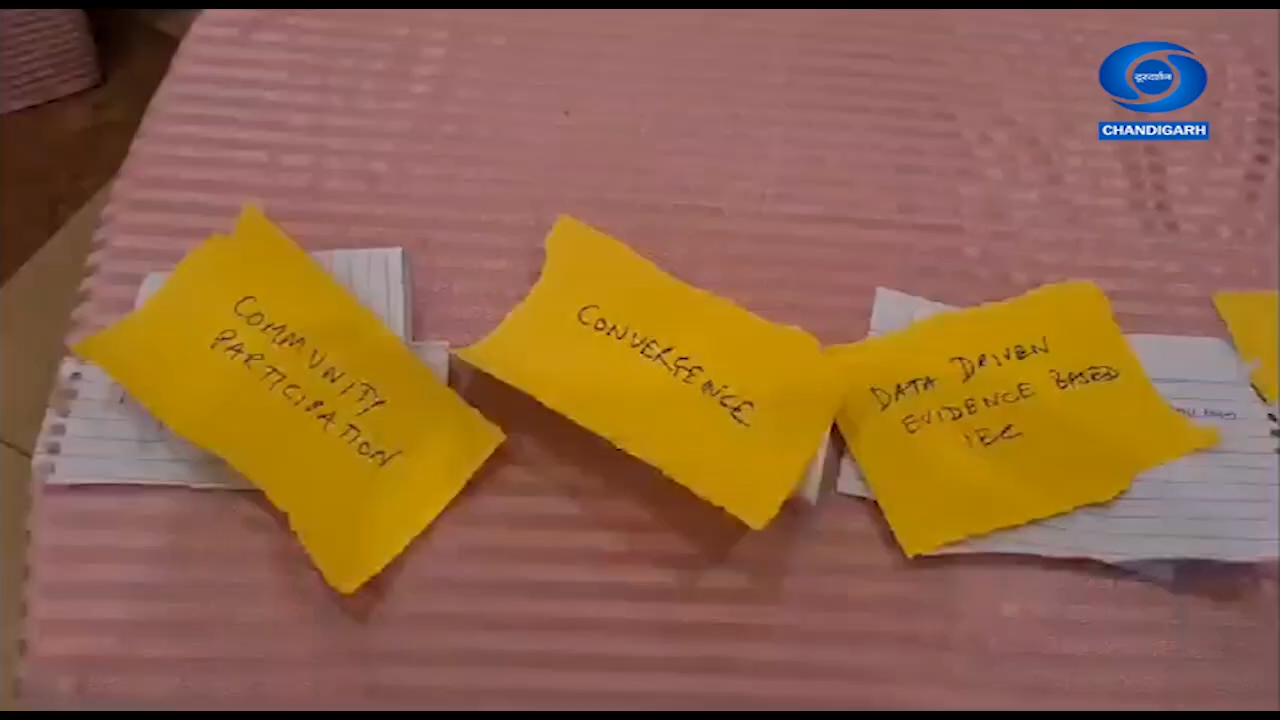 दूरदर्शन
CHANDIGARH
COMMUNITY
PARTICIPATION
CONVERGENCE
DATA DRIVEN
EVIDENCE BASED
IEC